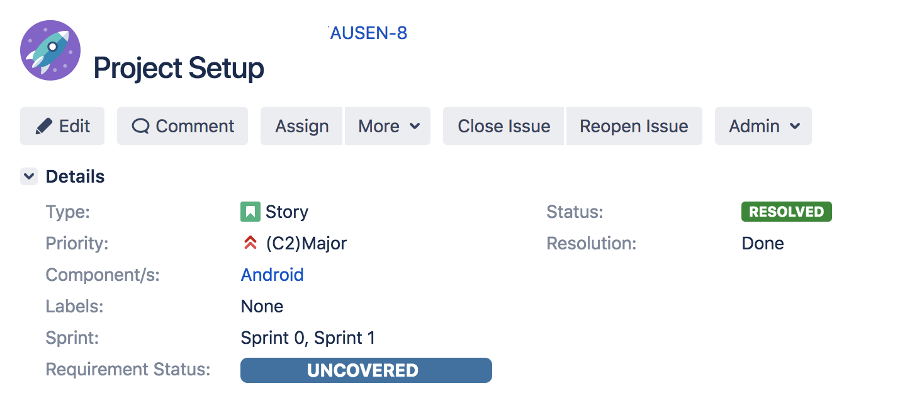 AUSEN-8
Project Setup
Edit Comment Assign More Close Issue Reopen Issue Admin
Details
Type: Story Status: RESOLVED
Priority: (C2)Major Resolution: Done
Component/s: Android
Labels: None
Sprint: Sprint 0, Sprint 1
Requirement Status: UNCOVERED